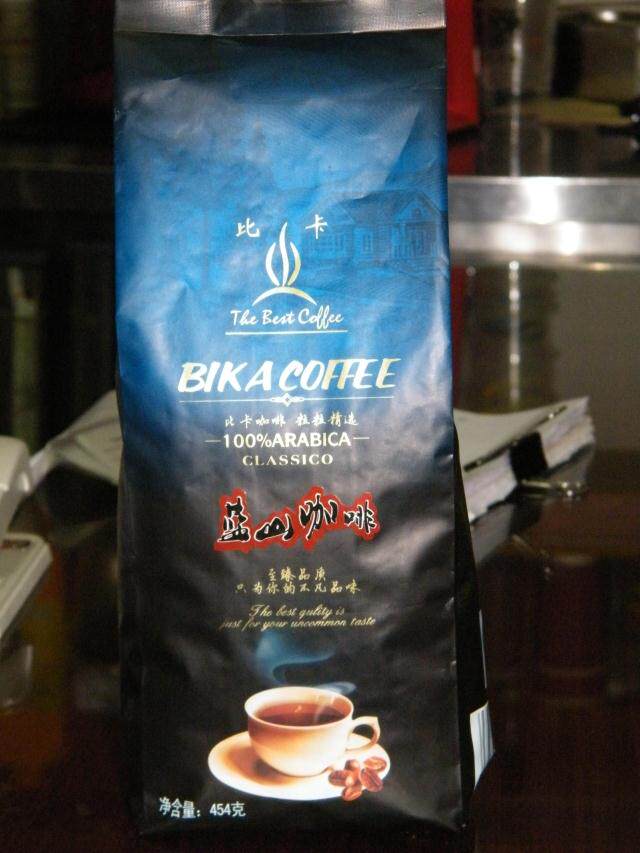 比 卡
The Best Coffee
BIKA COFFEE
比卡咖啡 粒粒精选
100%ARABICA
CLASSICO
蓝山咖啡
至臻品质
只为你的不凡品味
The best qulity is
just for your uncommon taste
净含量：454克